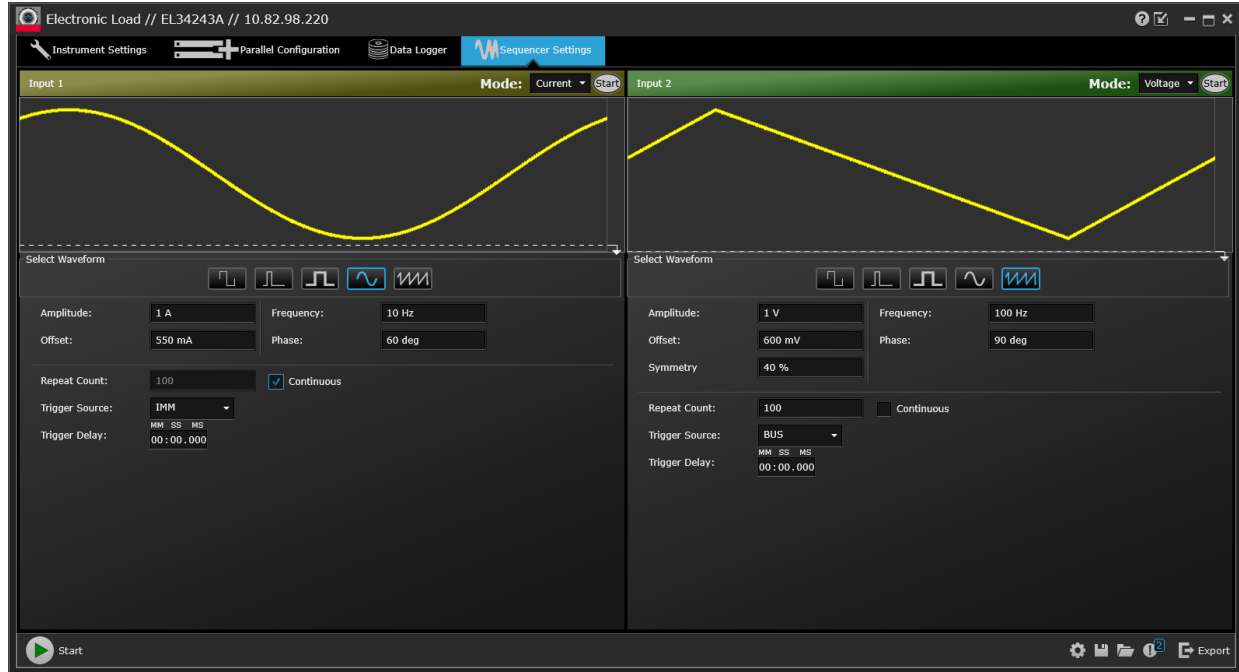 Electronic Load // EL34243A // 10.82.98.220
Instrument Settings Parallel Configuration Data Logger Sequencer Settings
Input 1 Mode: Current Start
Input 2 Mode: Voltage Start
Select Waveform
Amplitude: 1 A Frequency: 10 Hz
Offset: 550 mA Phase: 60 deg
Repeat Count: 100 Continuous
Trigger Source: IMM
MM SS MS
Trigger Delay: 00:00.000
Select Waveform
Amplitude: 1 V Frequency: 100 Hz
Offset: 600 mV Phase: 90 deg
Symmetry 40 %
Repeat Count: 100 Continuous
Trigger Source: BUS
MM SS MS
Trigger Delay: 00:00.000
Start 2 Export